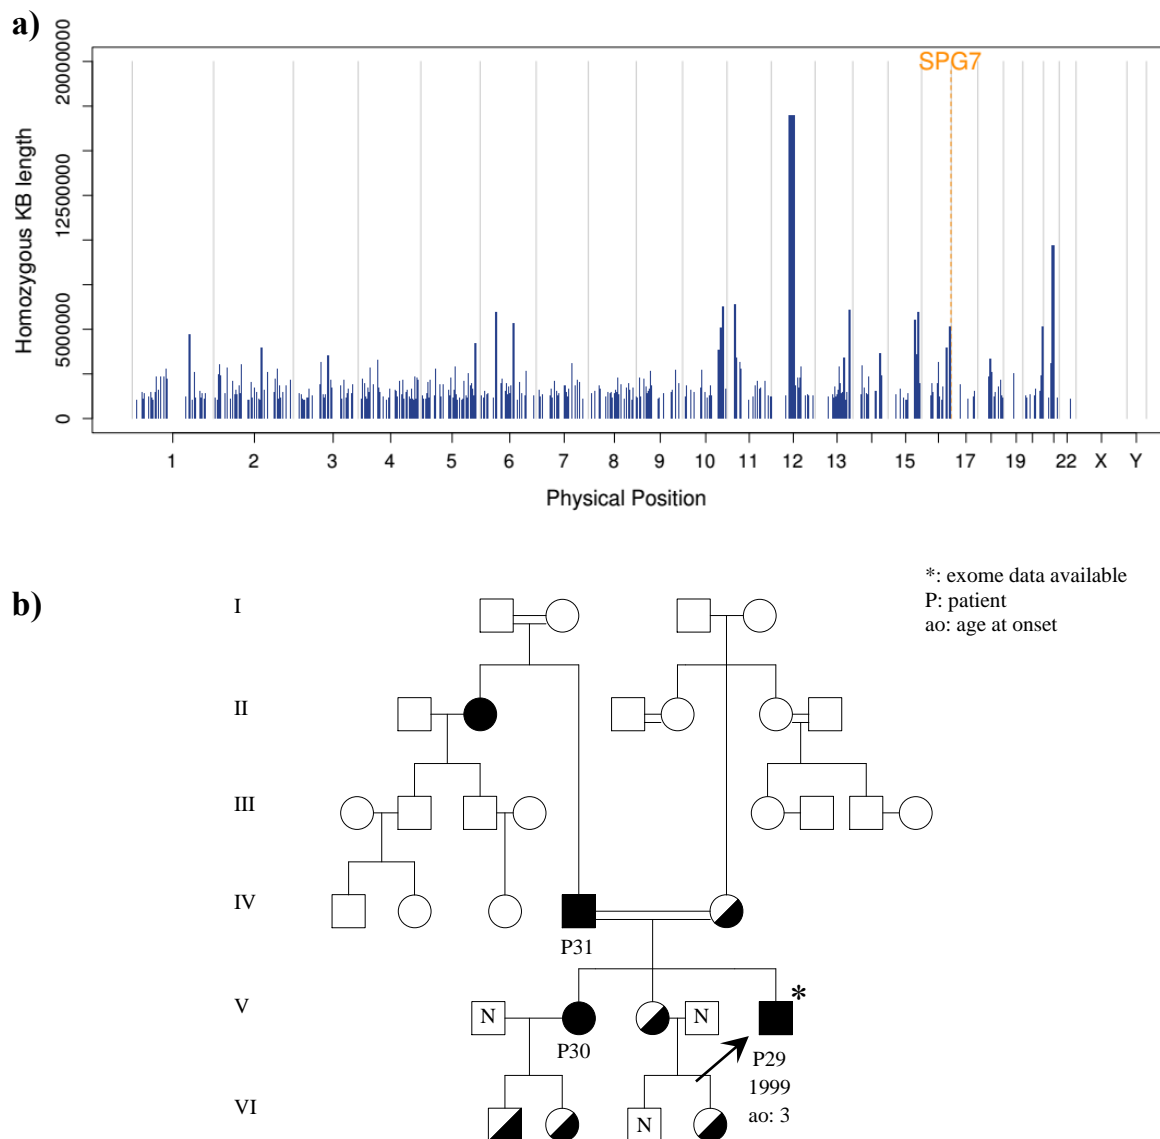 a)
SPG7
Homozygous KB length
0
5000000
12500000
20000000
1 2 3 4 5 6 7 8 9 10 11 12 13 15 17 19 22 X Y
Physical Position
*: exome data available
P: patient
ao: age at onset
b)
I
II
III
IV
P31
V
N
N
*
P30
P29
1999
ao: 3
VI
N